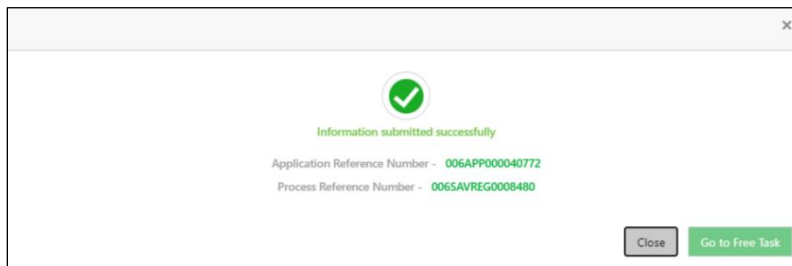 Information submitted successfully
Application Reference Number - 006APP000040772
Process Reference Number - 006SAVREG0008480
Close Go to Free Task